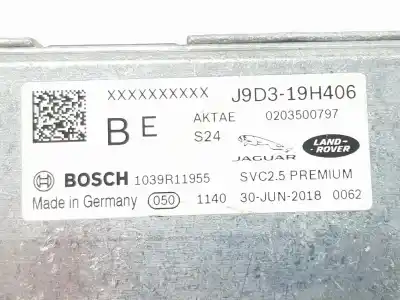 XXXXXXXXXX J9D3-19H406
B E AKTAE 0203500797
S24
JAGUAR LAND-ROVER
BOSCH 1039R11955 SVC2.5 PREMIUM
Made in Germany 050 1140 30-JUN-2018 0062